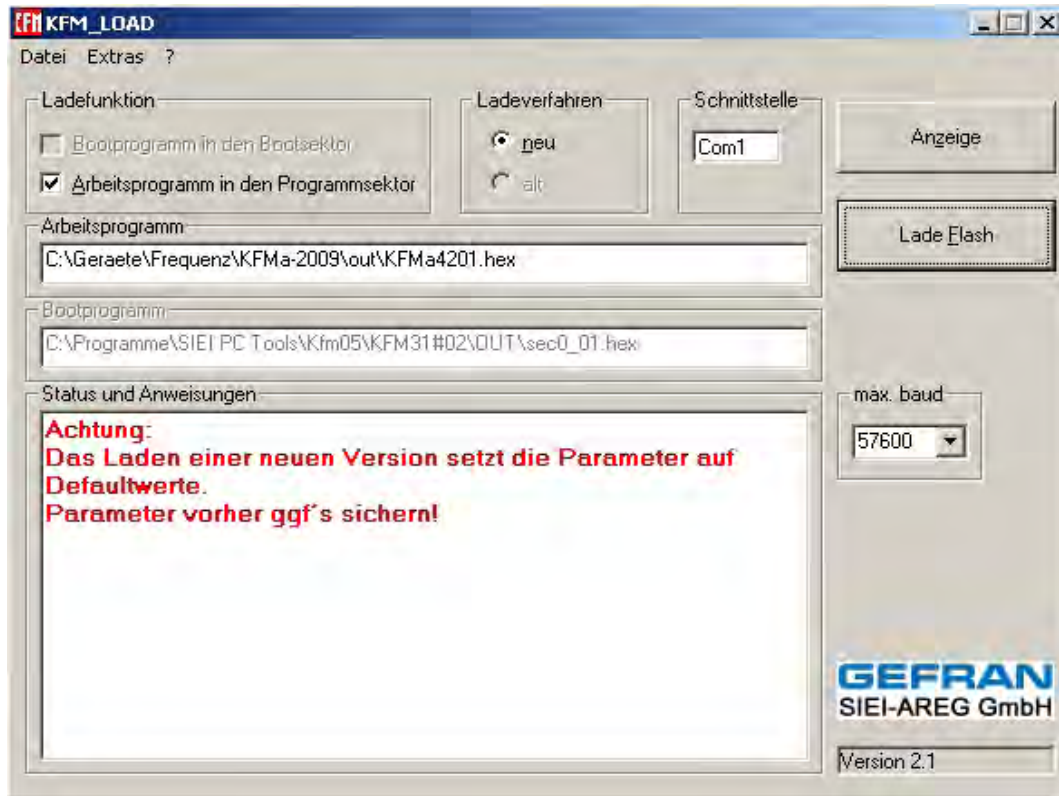 KFM KFM_LOAD
Datei Extras ?
Ladefunktion
Bootprogramm in den Bootsektor
Arbeitsprogramm in den Programmsektor
Ladeverfahren
neu
alt
Schnittstelle
Com1
Anzeige
Lade Flash
Arbeitsprogramm
C:\Geraete\Frequenz\KFMa-2009\out\KFMa4201.hex
Bootprogramm
C:\Programme\SIEI PC Tools\Kfm05\KFM31#02\OUT\sec0_01.hex
Status und Anweisungen
Achtung:
Das Laden einer neuen Version setzt die Parameter auf
Defaultwerte.
Parameter vorher ggf´s sichern!
max. baud
57600
GEFRAN
SIEI-AREG GmbH
Version 2.1